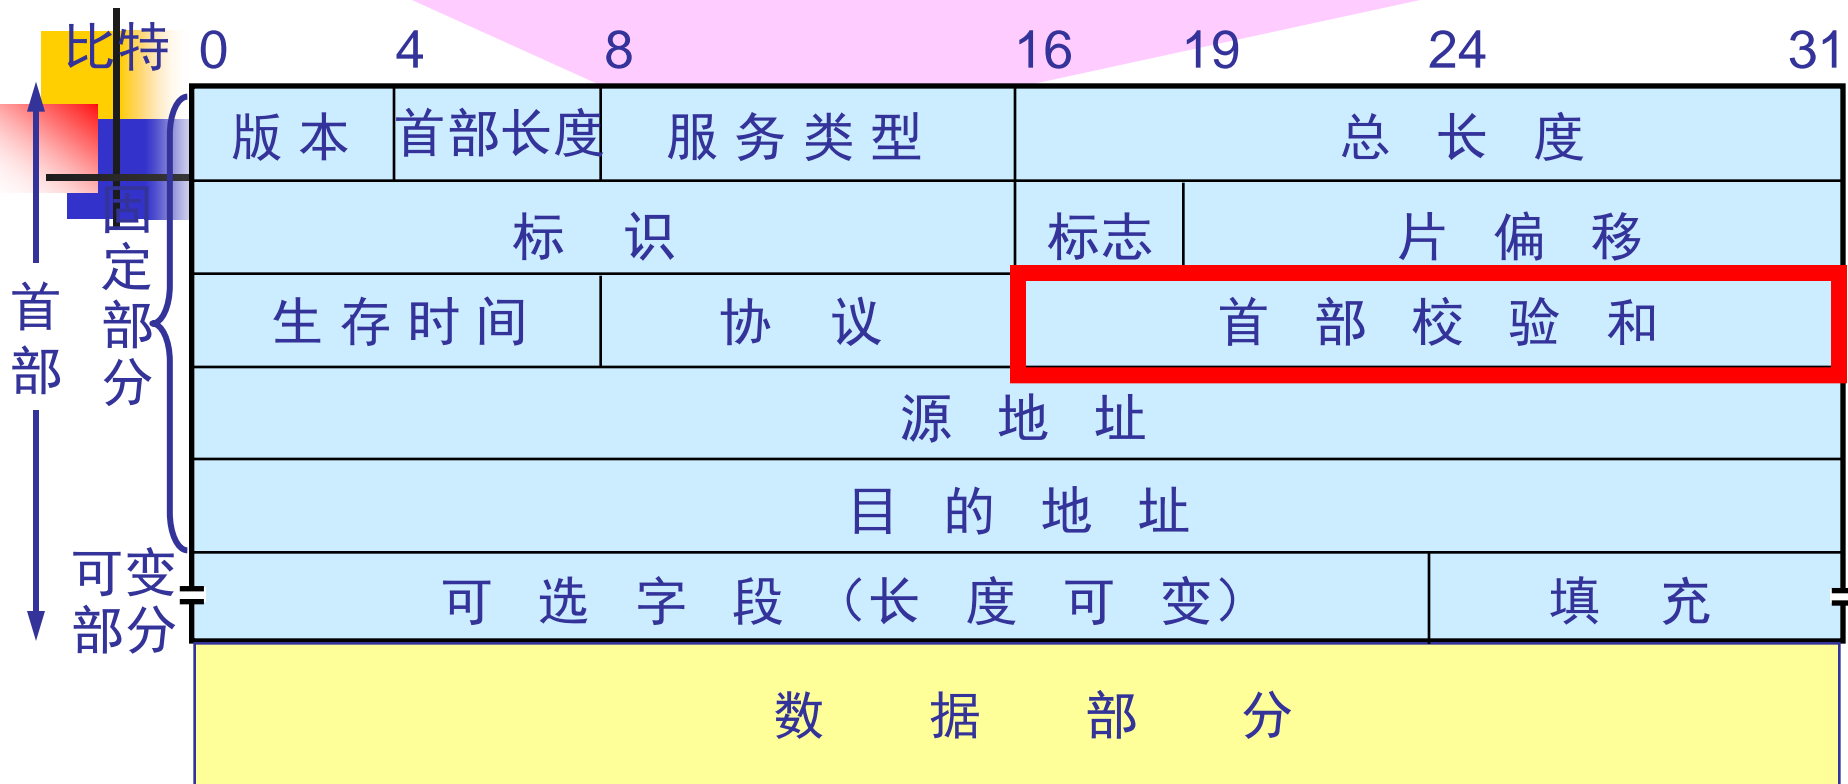 比特 0 4 8 16 19 24 31
版本 首部长度 服务类型 总长度
标识 标志 片偏移
生存时间 协议 首部校验和
源地址
目的地址
可选字段（长度可变） 填充
数据部分
首部
固定部分
可变部分